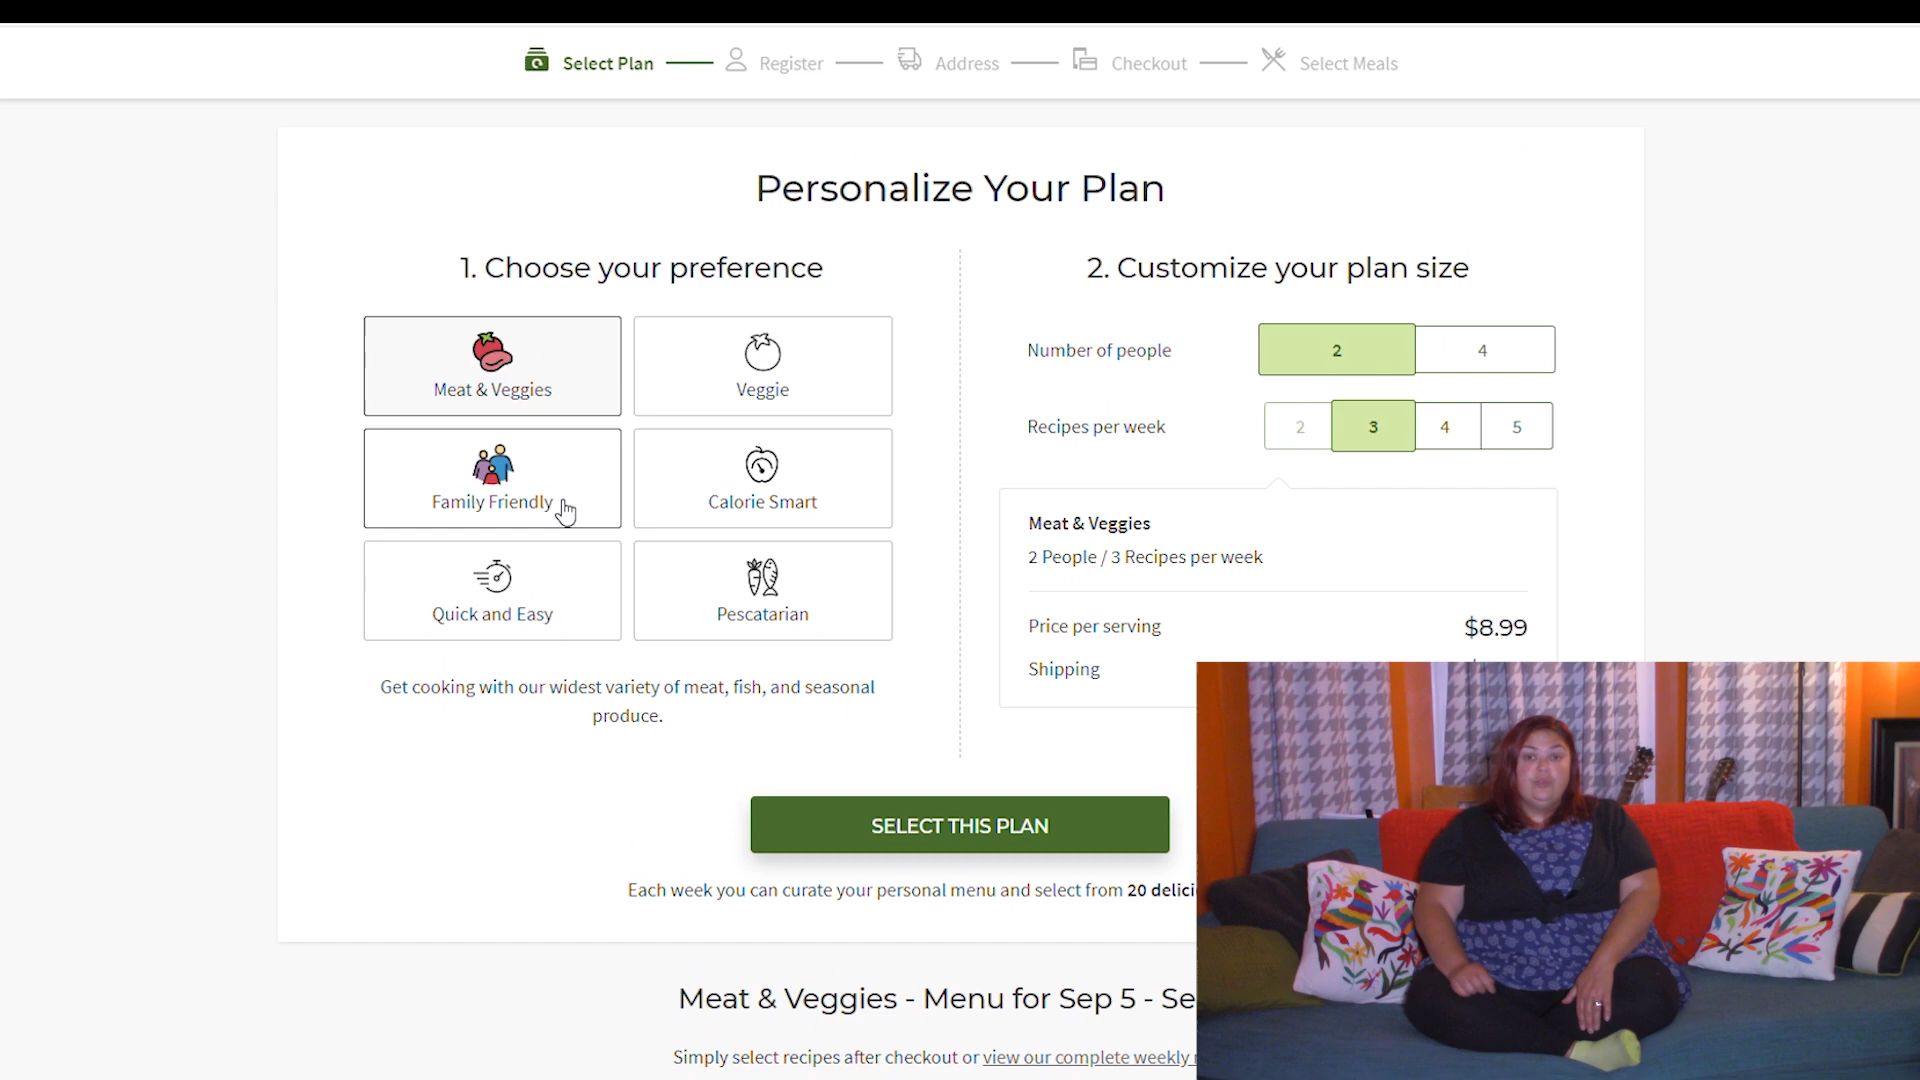 Select Plan
Register
Address
Checkout
Select Meals
Personalize Your Plan
1. Choose your preference
Meat & Veggies
Veggie
Family Friendly
Calorie Smart
Quick and Easy
Pescatarian
Get cooking with our widest variety of meat, fish, and seasonal
produce.
2. Customize your plan size
Number of people
2
4
Recipes per week
2
3
4
5
Meat & Veggies
2 People / 3 Recipes per week
Price per serving
$8.99
Shipping
SELECT THIS PLAN
Each week you can curate your personal menu and select from 20 delici
Meat & Veggies - Menu for Sep 5 - Se
Simply select recipes after checkout or view our complete weekly